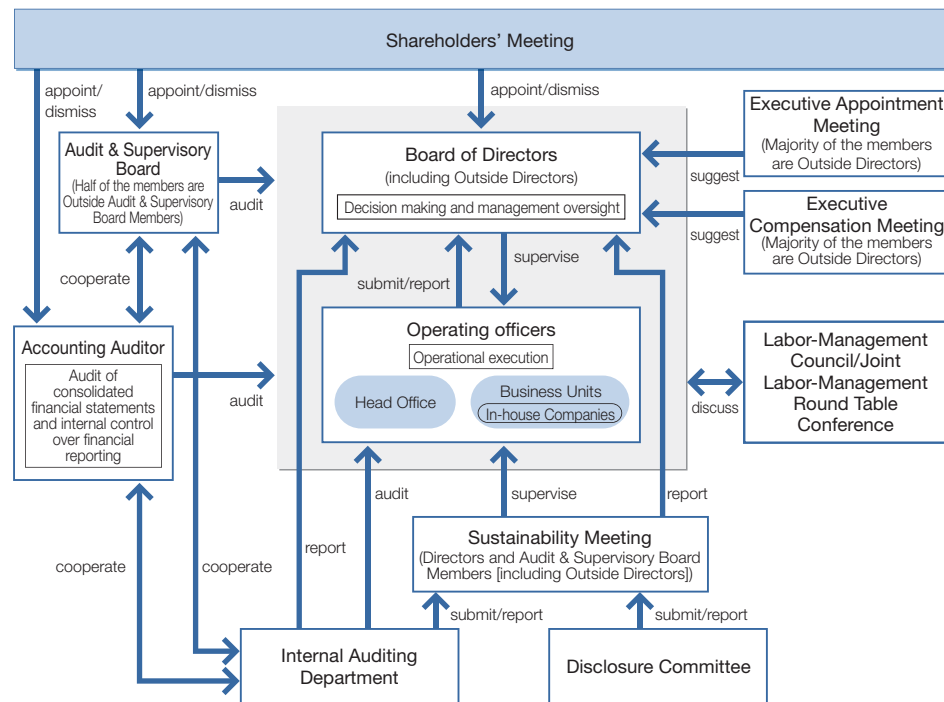 Shareholders' Meeting
appoint/
dismiss
appoint/dismiss
appoint/dismiss
Audit & Supervisory
Board
(Half of the members are
Outside Audit & Supervisory
Board Members)
audit
Board of Directors
(including Outside Directors)
Decision making and management oversight
Executive Appointment
Meeting
(Majority of the members
are Outside Directors)
suggest
Executive
Compensation Meeting
(Majority of the members
are Outside Directors)
suggest
cooperate
submit/report
supervise
Accounting Auditor
Audit of
consolidated
financial statements
and internal control
over financial
reporting
audit
Operating officers
Operational execution
Head Office
Business Units
In-house Companies
discuss
Labor-Management
Council/Joint
Labor-Management
Round Table
Conference
audit
supervise
report
report
cooperate
cooperate
Sustainability Meeting
(Directors and Audit & Supervisory Board
Members [including Outside Directors])
submit/report
submit/report
Internal Auditing
Department
Disclosure Committee